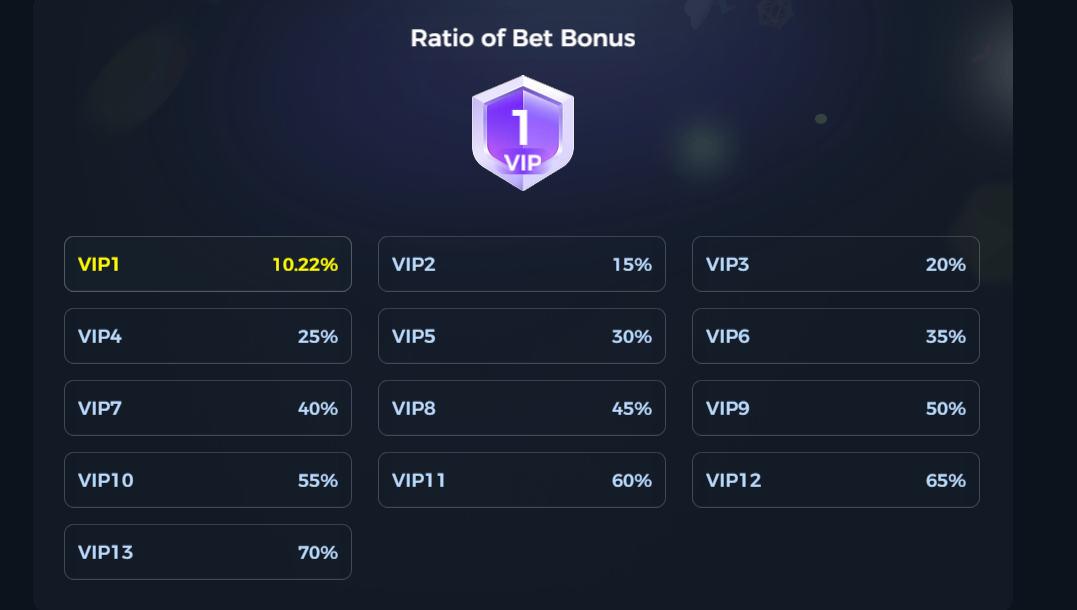 Ratio of Bet Bonus
1
VIP
VIP1 10.22%
VIP2 15%
VIP3 20%
VIP4 25%
VIP5 30%
VIP6 35%
VIP7 40%
VIP8 45%
VIP9 50%
VIP10 55%
VIP11 60%
VIP12 65%
VIP13 70%